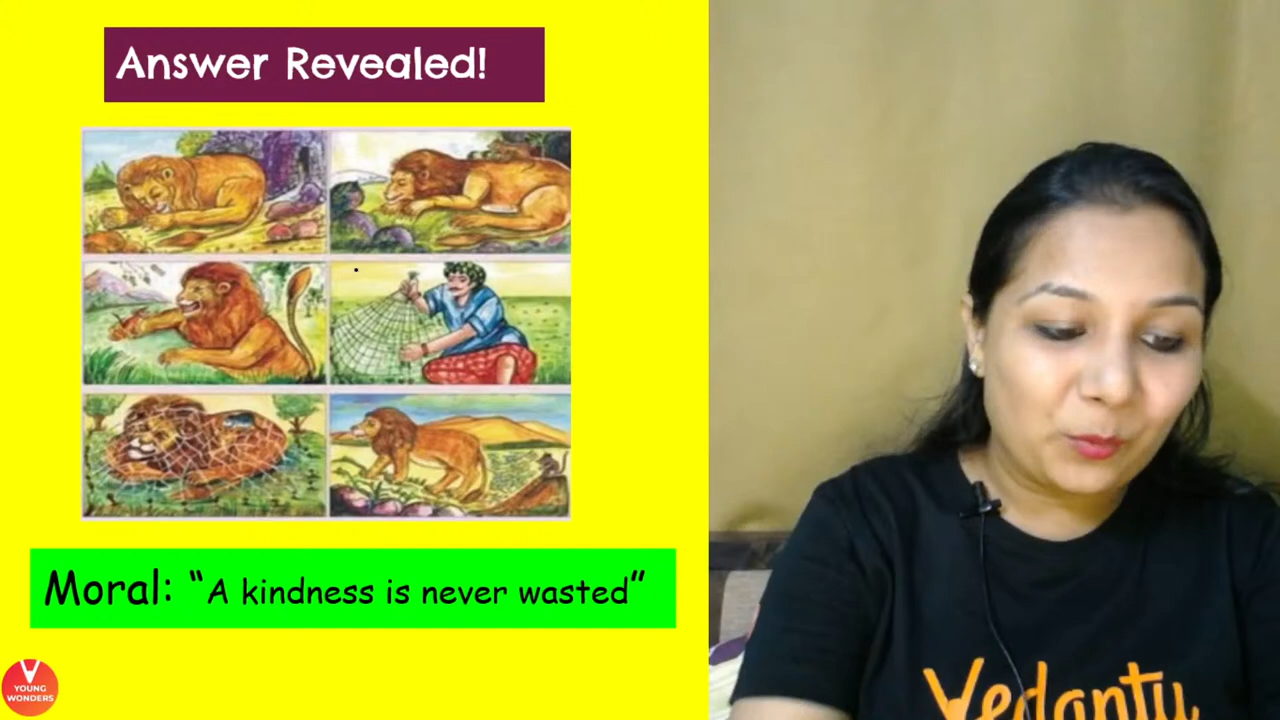 Answer Revealed!
Moral: “A kindness is never wasted”
YOUNG
WONDERS
Vedantu